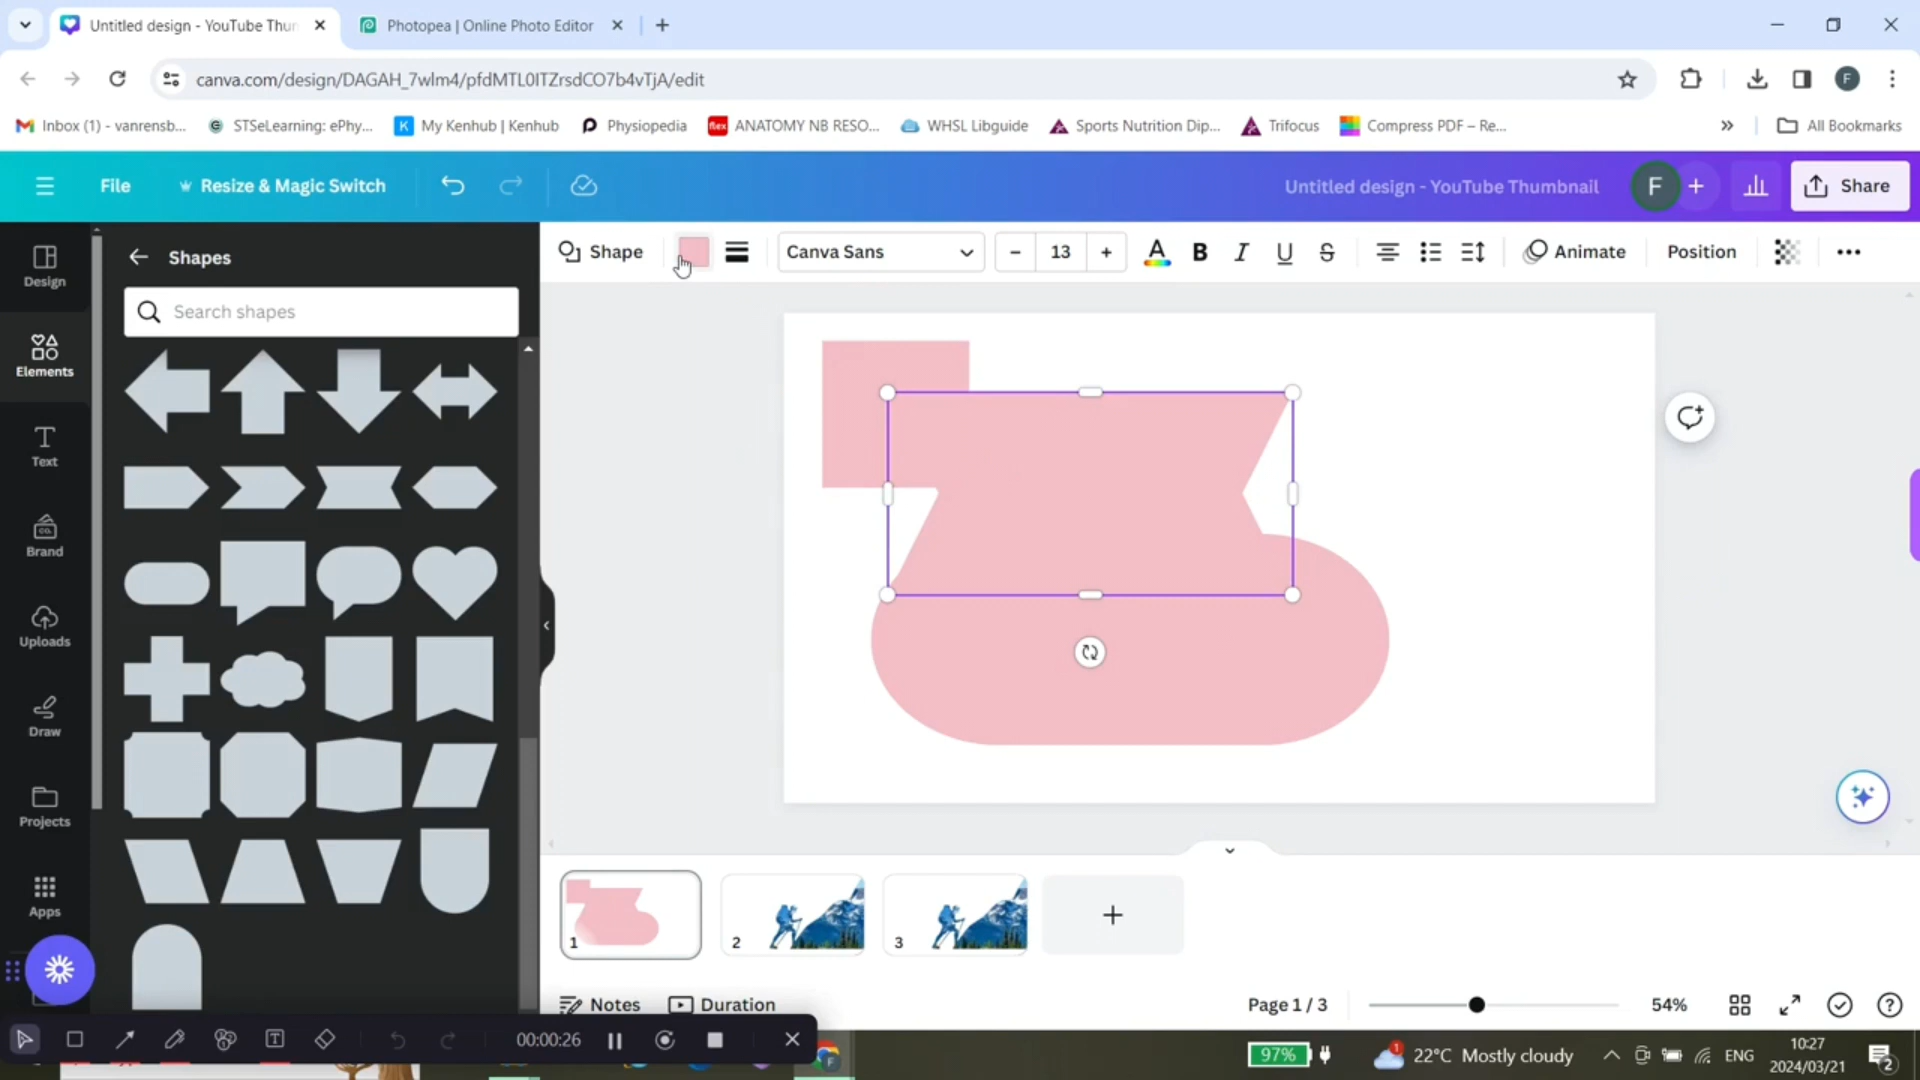 Untitled design - YouTube Thun
Photopea | Online Photo Editor
canva.com/design/DAGAH_7wlm4/pfdMTL0ITZrsdCO7b4vTjA/edit
Inbox (1) - vanrensb...
STSeLearning: ePhy...
My Kenhub | Kenhub
Physiopedia
flex
ANATOMY NB RESO...
WHSL Libguide
Sports Nutrition Dip...
Trifocus
Compress PDF – Re...
All Bookmarks
File
Resize & Magic Switch
Untitled design - YouTube Thumbnail
F
Share
Design
Elements
Text
Brand
Uploads
Draw
Projects
Apps
Shapes
Search shapes
Shape
Canva Sans
13
Animate
Position
1
2
3
Notes
Duration
Page 1 / 3
54%
00:00:26
97%
1
22°C Mostly cloudy
ENG
10:27
2024/03/21
2